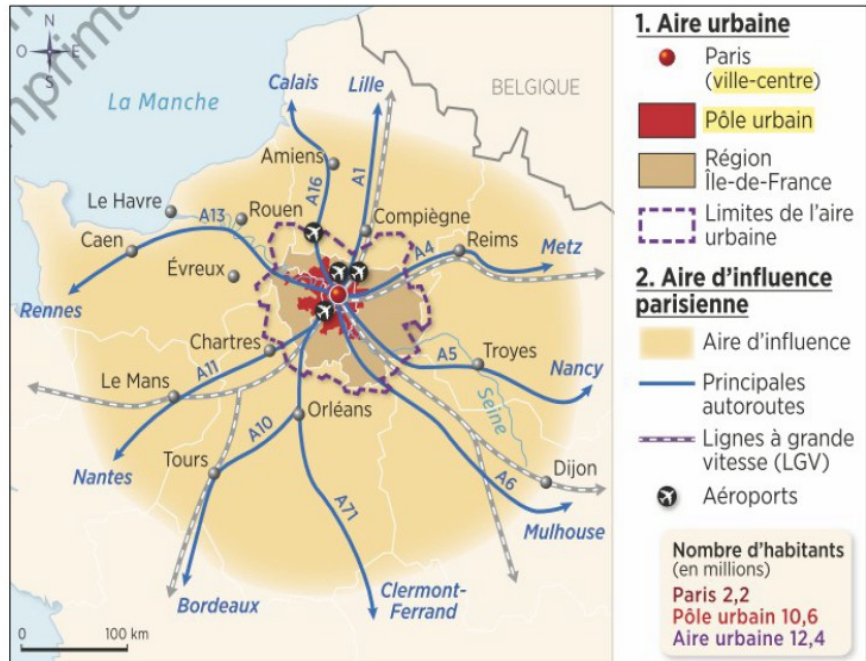 mprima
N
O
E
S
La Manche
Calais
Lille
BELGIQUE
Amiens
A16
A1
Le Havre
Rouen
Compiègne
A13
A4
Reims
Metz
Caen
Évreux
Rennes
Chartres
A5
Troyes
Nancy
A11
Le Mans
Orléans
Seine
A10
Nantes
Tours
A6
Dijon
A71
Mulhouse
Bordeaux
Clermont-
Ferrand
0
100 km
1. Aire urbaine
Paris
(ville-centre)
Pôle urbain
Région
Île-de-France
Limites de l'aire
urbaine
2. Aire d'influence
parisienne
Aire d'influence
Principales
autoroutes
Lignes à grande
vitesse (LGV)
Aéroports
Nombre d'habitants
(en millions)
Paris 2,2
Pôle urbain 10,6
Aire urbaine 12,4